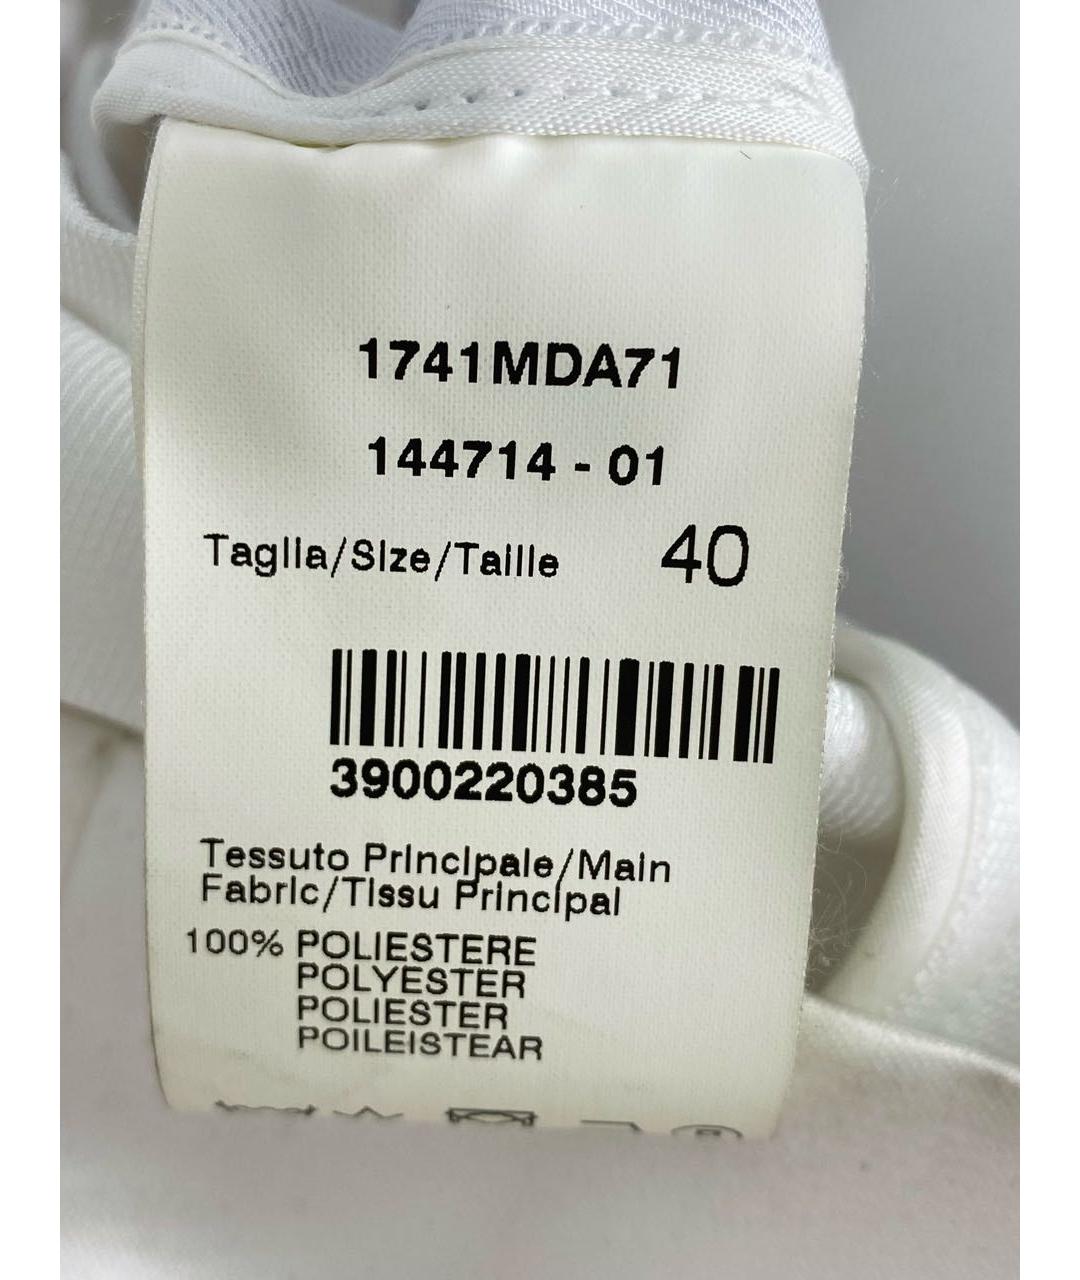 1741MDA71
144714 - 01
Taglia/Size/Taille 40
3900220385
Tessuto Principale/Main
Fabric/Tissu Principal
100% POLIESTERE
POLYESTER
POLIESTER
POILEISTEAR